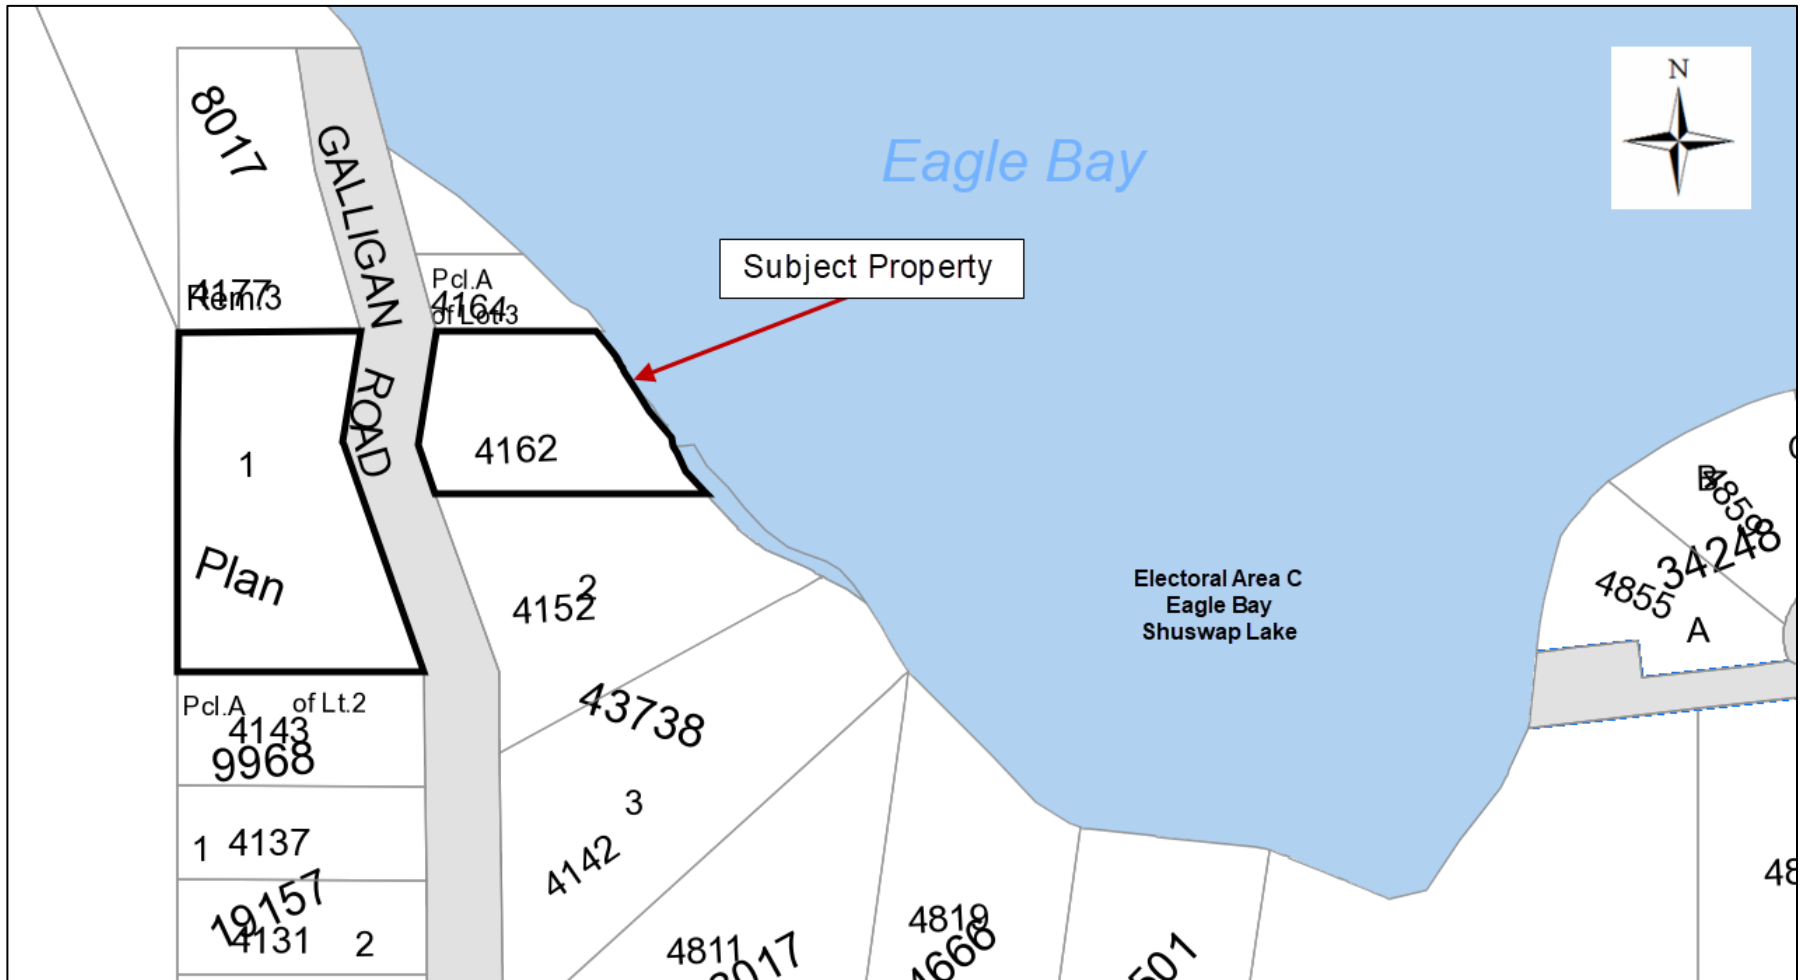 N
8017
GALLIGAN ROAD
Eagle Bay
Subject Property
Pcl.A
4164
of Lot 3
4177
Rem.3
1
4162
Plan
B
4859
34248
4855
A
Electoral Area C
Eagle Bay
Shuswap Lake
2
4152
Pcl.A of Lt.2
4143
9968
43738
3
1 4137
4142
19157
4131 2
4811
4819